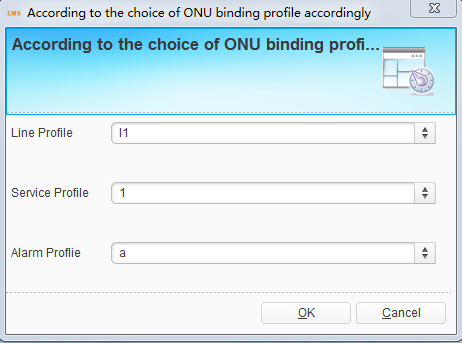 EMS According to the choice of ONU binding profile accordingly
According to the choice of ONU binding profi...
Line Profile l1
Service Profile 1
Alarm Proflie a
OK Cancel